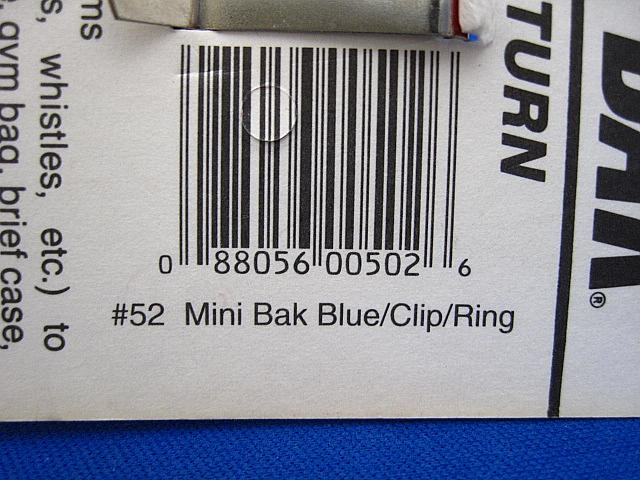 0 88056 00502 6
#52 Mini Bak Blue/Clip/Ring
TURN
BAK®
ms
s, whistles, etc.) to
gym bag, brief case,